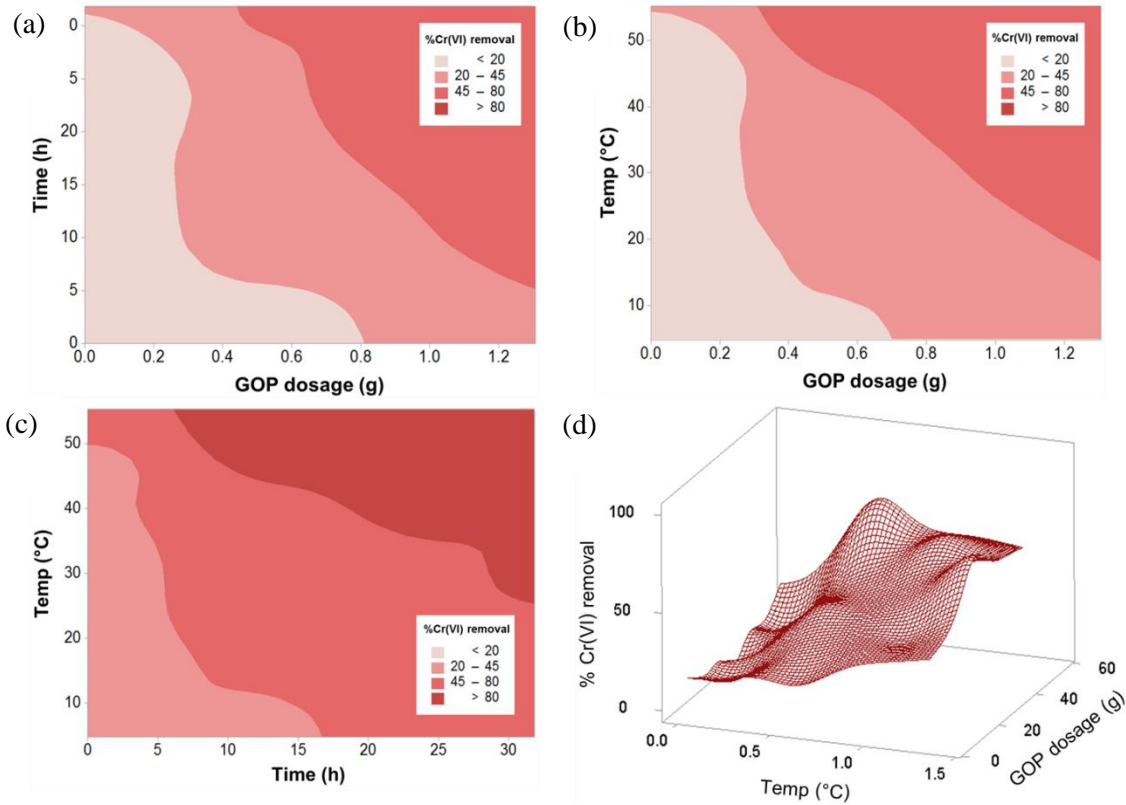 (a)
0
5
20
15
10
5
0
Time (h)
%Cr(VI) removal
< 20
20 – 45
45 – 80
> 80
0.0 0.2 0.4 0.6 0.8 1.0 1.2
GOP dosage (g)
(b)
50
40
30
20
10
Temp (°C)
%Cr(VI) removal
< 20
20 – 45
45 – 80
> 80
0.0 0.2 0.4 0.6 0.8 1.0 1.2
GOP dosage (g)
(c)
50
40
30
20
10
Temp (°C)
%Cr(VI) removal
< 20
20 – 45
45 – 80
> 80
0 5 10 15 20 25 30
Time (h)
(d)
100
50
0
% Cr(VI) removal
0.0 0.5 1.0 1.5
Temp (°C)
60
40
20
0
GOP dosage (g)